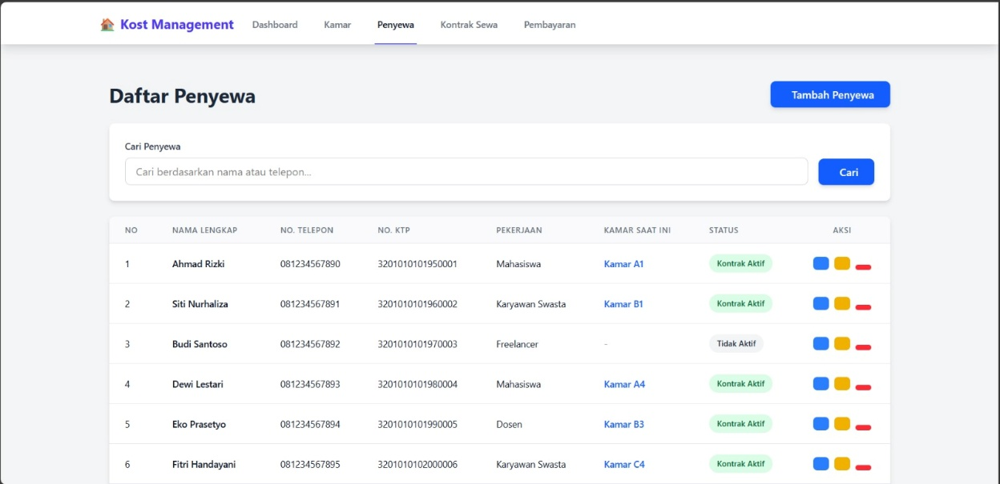 Kost Management Dashboard Kamar Penyewa Kontrak Sewa Pembayaran
Daftar Penyewa
Tambah Penyewa
Cari Penyewa
Cari berdasarkan nama atau telepon...
Cari
NO NAMA LENGKAP NO. TELEPON NO. KTP PEKERJAAN KAMAR SAAT INI STATUS AKSI
1 Ahmad Rizki 081234567890 3201010101950001 Mahasiswa Kamar A1 Kontrak Aktif
2 Siti Nurhaliza 081234567891 3201010101960002 Karyawan Swasta Kamar B1 Kontrak Aktif
3 Budi Santoso 081234567892 3201010101970003 Freelancer - Tidak Aktif
4 Dewi Lestari 081234567893 3201010101980004 Mahasiswa Kamar A4 Kontrak Aktif
5 Eko Prasetyo 081234567894 3201010101990005 Dosen Kamar B3 Kontrak Aktif
6 Fitri Handayani 081234567895 3201010102000006 Karyawan Swasta Kamar C4 Kontrak Aktif